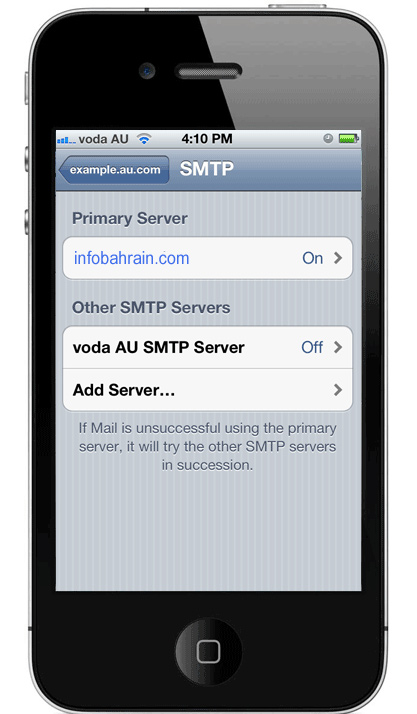 voda AU 4:10 PM
example.au.com SMTP
Primary Server
infobahrain.com On
Other SMTP Servers
voda AU SMTP Server Off
Add Server...
If Mail is unsuccessful using the primary
server, it will try the other SMTP servers
in succession.